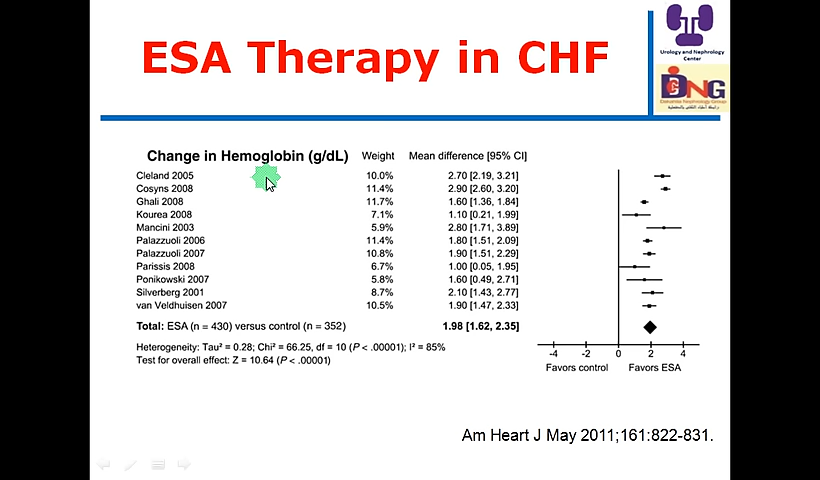 ESA Therapy in CHF
Urology and Nephrology
Center
DNG
Dakahlia Nephrology Group
Change in Hemoglobin (g/dL) Weight Mean difference [95% CI]
Cleland 2005 10.0% 2.70 [2.19, 3.21]
Cosyns 2008 11.4% 2.90 [2.60, 3.20]
Ghali 2008 11.7% 1.60 [1.36, 1.84]
Kourea 2008 7.1% 1.10 [0.21, 1.99]
Mancini 2003 5.9% 2.80 [1.71, 3.89]
Palazzuoli 2006 11.4% 1.80 [1.51, 2.09]
Palazzuoli 2007 10.8% 1.90 [1.51, 2.29]
Parissis 2008 6.7% 1.00 [0.05, 1.95]
Ponikowski 2007 5.8% 1.60 [0.49, 2.71]
Silverberg 2001 8.7% 2.10 [1.43, 2.77]
van Veldhuisen 2007 10.5% 1.90 [1.47, 2.33]
Total: ESA (n = 430) versus control (n = 352) 1.98 [1.62, 2.35]
Heterogeneity: Tau² = 0.28; Chi² = 66.25, df = 10 (P < .00001); I² = 85%
Test for overall effect: Z = 10.64 (P < .00001)
-4 -2 0 2 4
Favors control Favors ESA
Am Heart J May 2011;161:822-831.